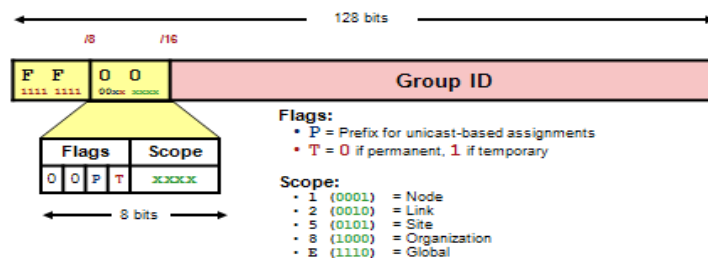 128 bits
/8 /16
F F 0 0 Group ID
1111 1111 00xx xxxx
Flags:
• P = Prefix for unicast-based assignments
Flags Scope • T = 0 if permanent, 1 if temporary
0 0 P T xxxx
Scope:
8 bits • 1 (0001) = Node
• 2 (0010) = Link
• 5 (0101) = Site
• 8 (1000) = Organization
• E (1110) = Global